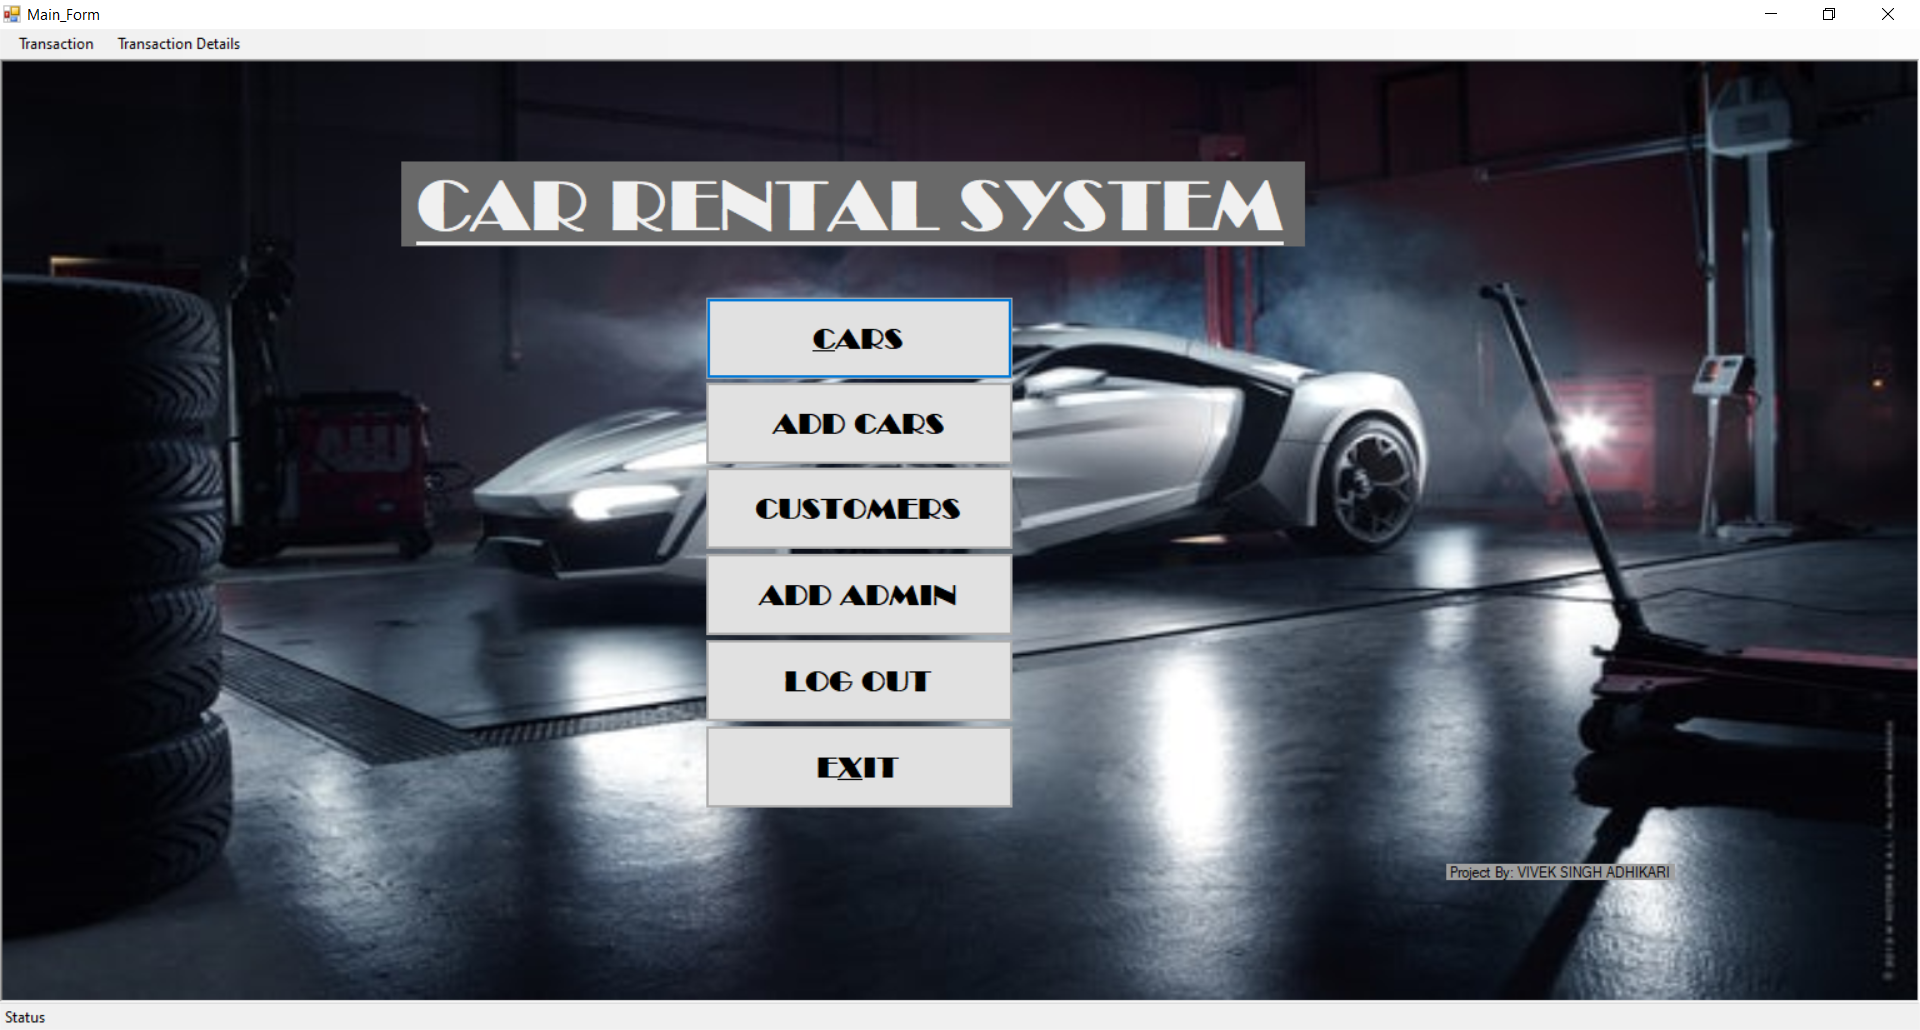 Main_Form
Transaction Transaction Details
CAR RENTAL SYSTEM
CARS
ADD CARS
CUSTOMERS
ADD ADMIN
LOG OUT
EXIT
Project By: VIVEK SINGH ADHIKARI
Status